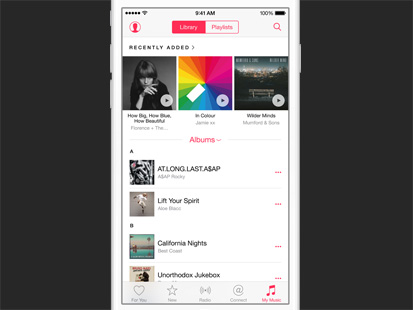 9:41 AM 100%
Library Playlists
RECENTLY ADDED >
How Big, How Blue,
How Beautiful
Florence + The...
In Colour
Jamie xx
Wilder Minds
Mumford & Sons
Albums
A
AT.LONG.LAST.A$AP
A$AP Rocky
Lift Your Spirit
Aloe Blacc
B
California Nights
Best Coast
Unorthodox Jukebox
For You New Radio Connect My Music